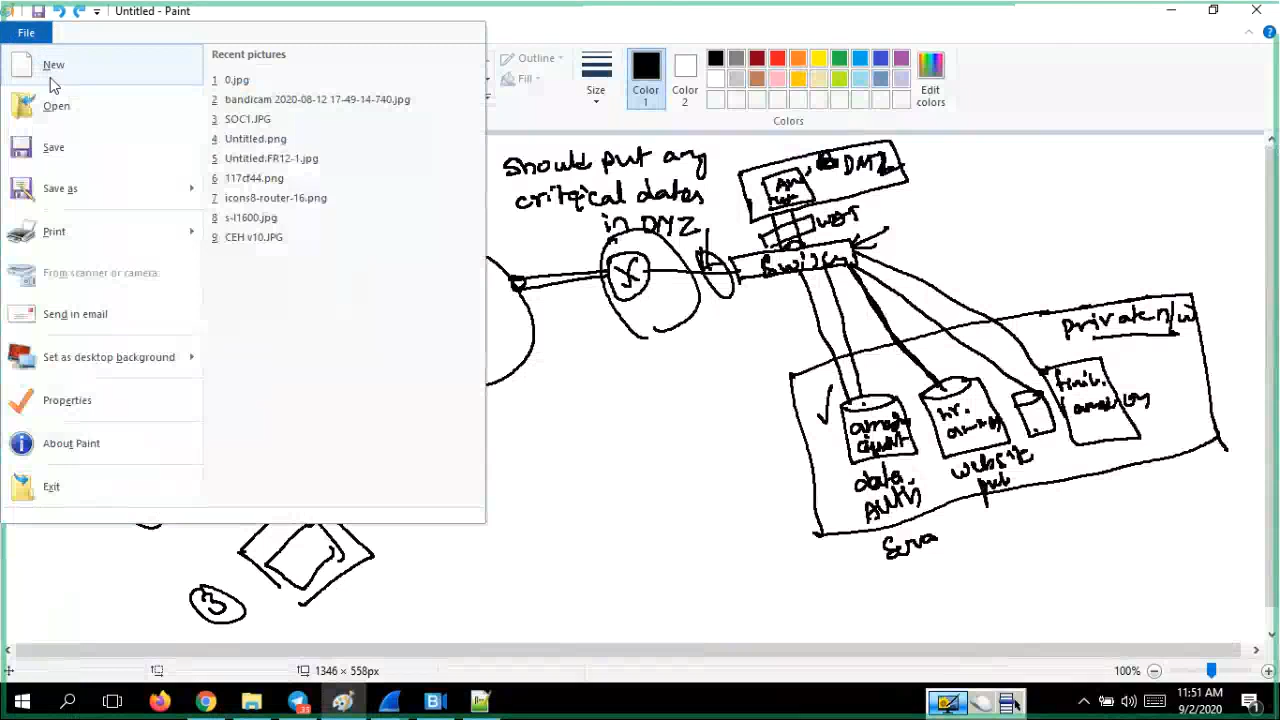 Untitled - Paint
File
New
Open
Save
Save as
Print
From scanner or camera
Send in email
Set as desktop background
Properties
About Paint
Exit
Recent pictures
1 0.jpg
2 bandicam 2020-08-12 17-49-14-740.jpg
3 SOC1.JPG
4 Untitled.png
5 Untitled.FR12-1.jpg
6 117cf44.png
7 icons8-router-16.png
8 s-l1600.jpg
9 CEH v10.JPG
Outline
Fill
Size
Color 1
Color 2
Edit colors
Colors
should put any
critqical dates
in DMZ
DMZ
Switch
private n/w
data
website
3
1346 × 558px
100%
11:51 AM
9/2/2020